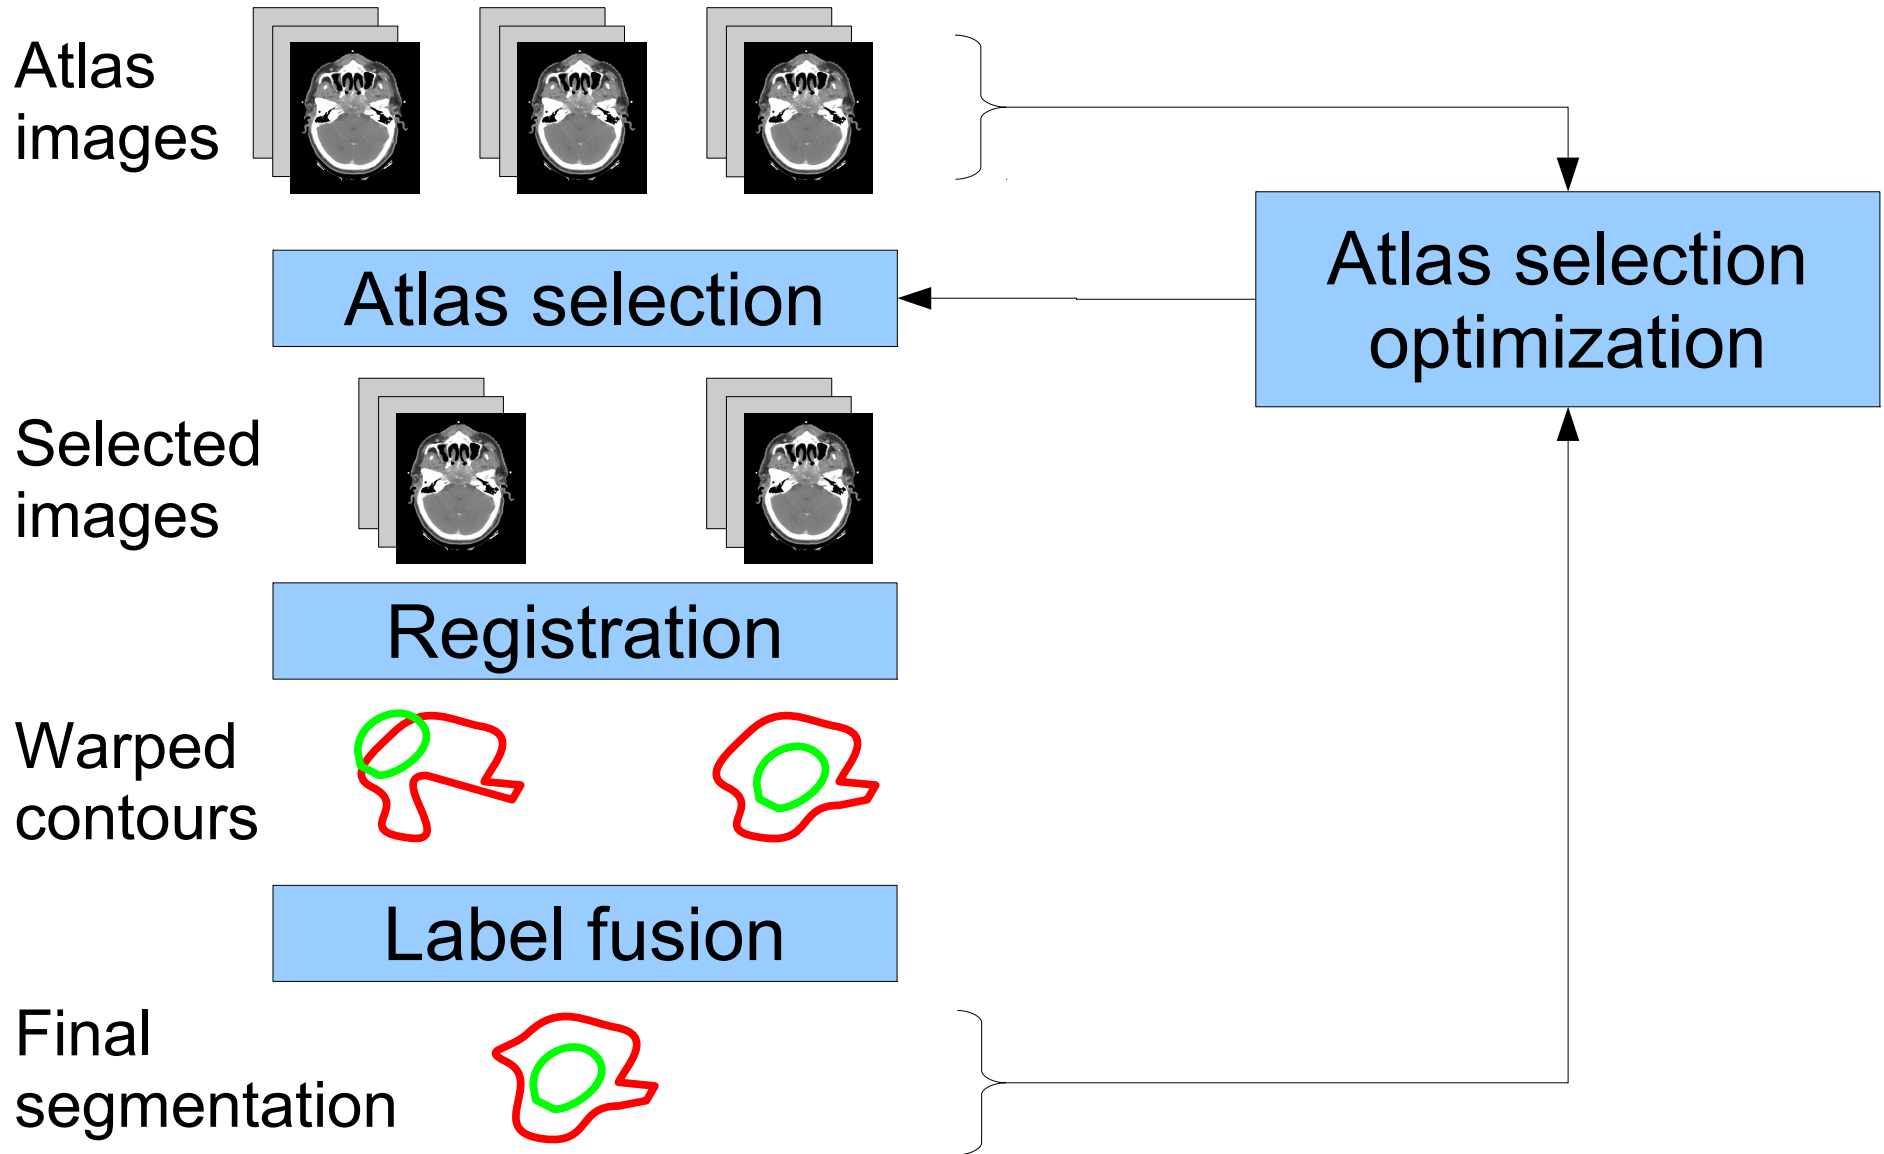 Atlas
images
Atlas selection
optimization
Atlas selection
Selected
images
Registration
Warped
contours
Label fusion
Final
segmentation